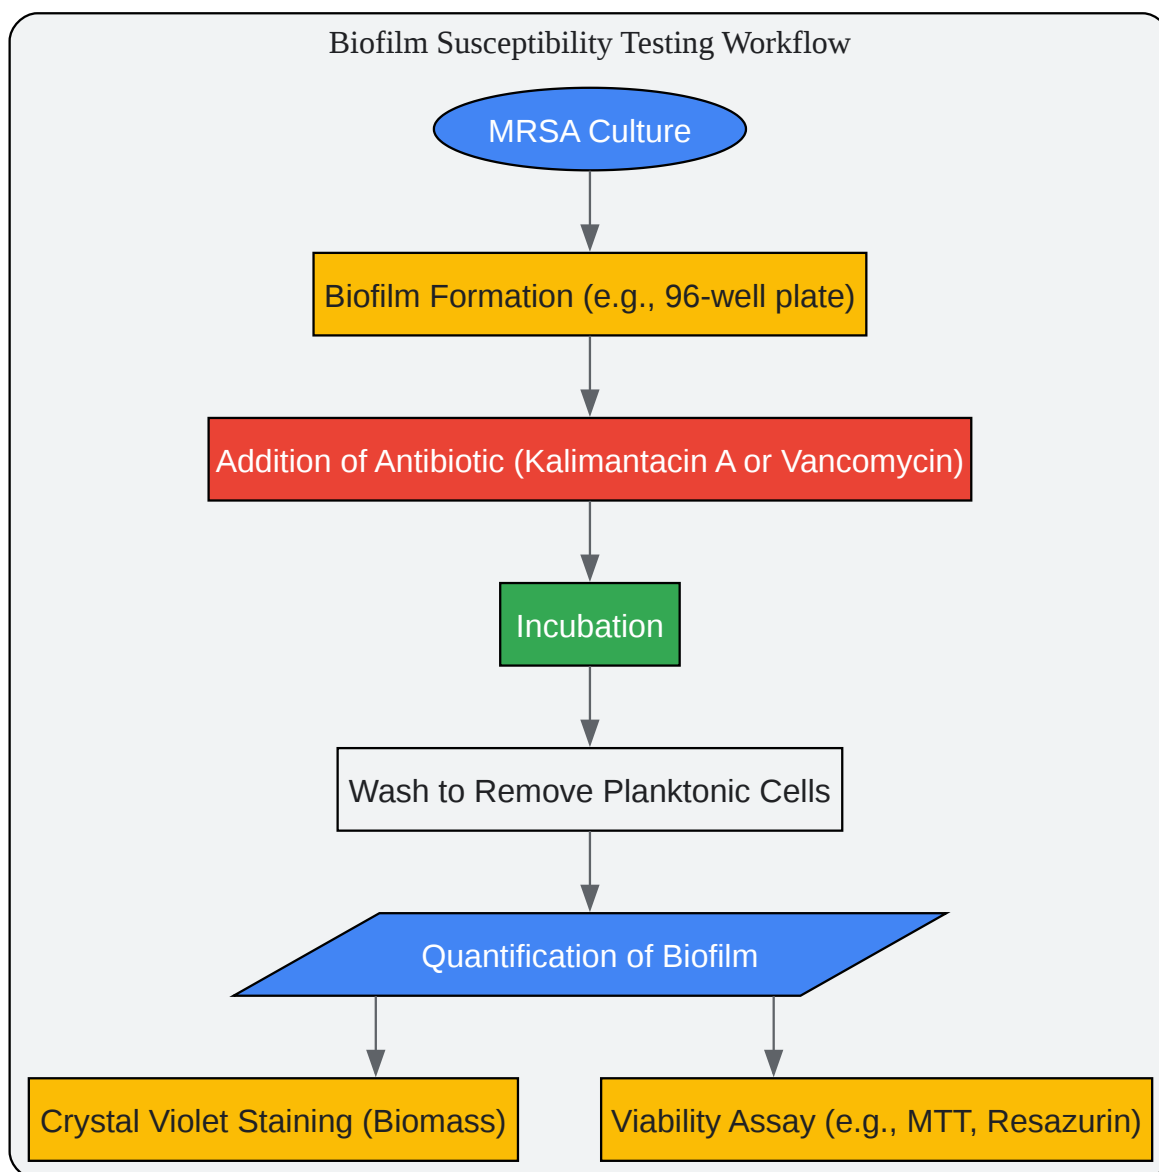 Biofilm Susceptibility Testing Workflow
MRSA Culture
Biofilm Formation (e.g., 96-well plate)
Addition of Antibiotic (Kalimantacin A or Vancomycin)
Incubation
Wash to Remove Planktonic Cells
Quantification of Biofilm
Crystal Violet Staining (Biomass)
Viability Assay (e.g., MTT, Resazurin)